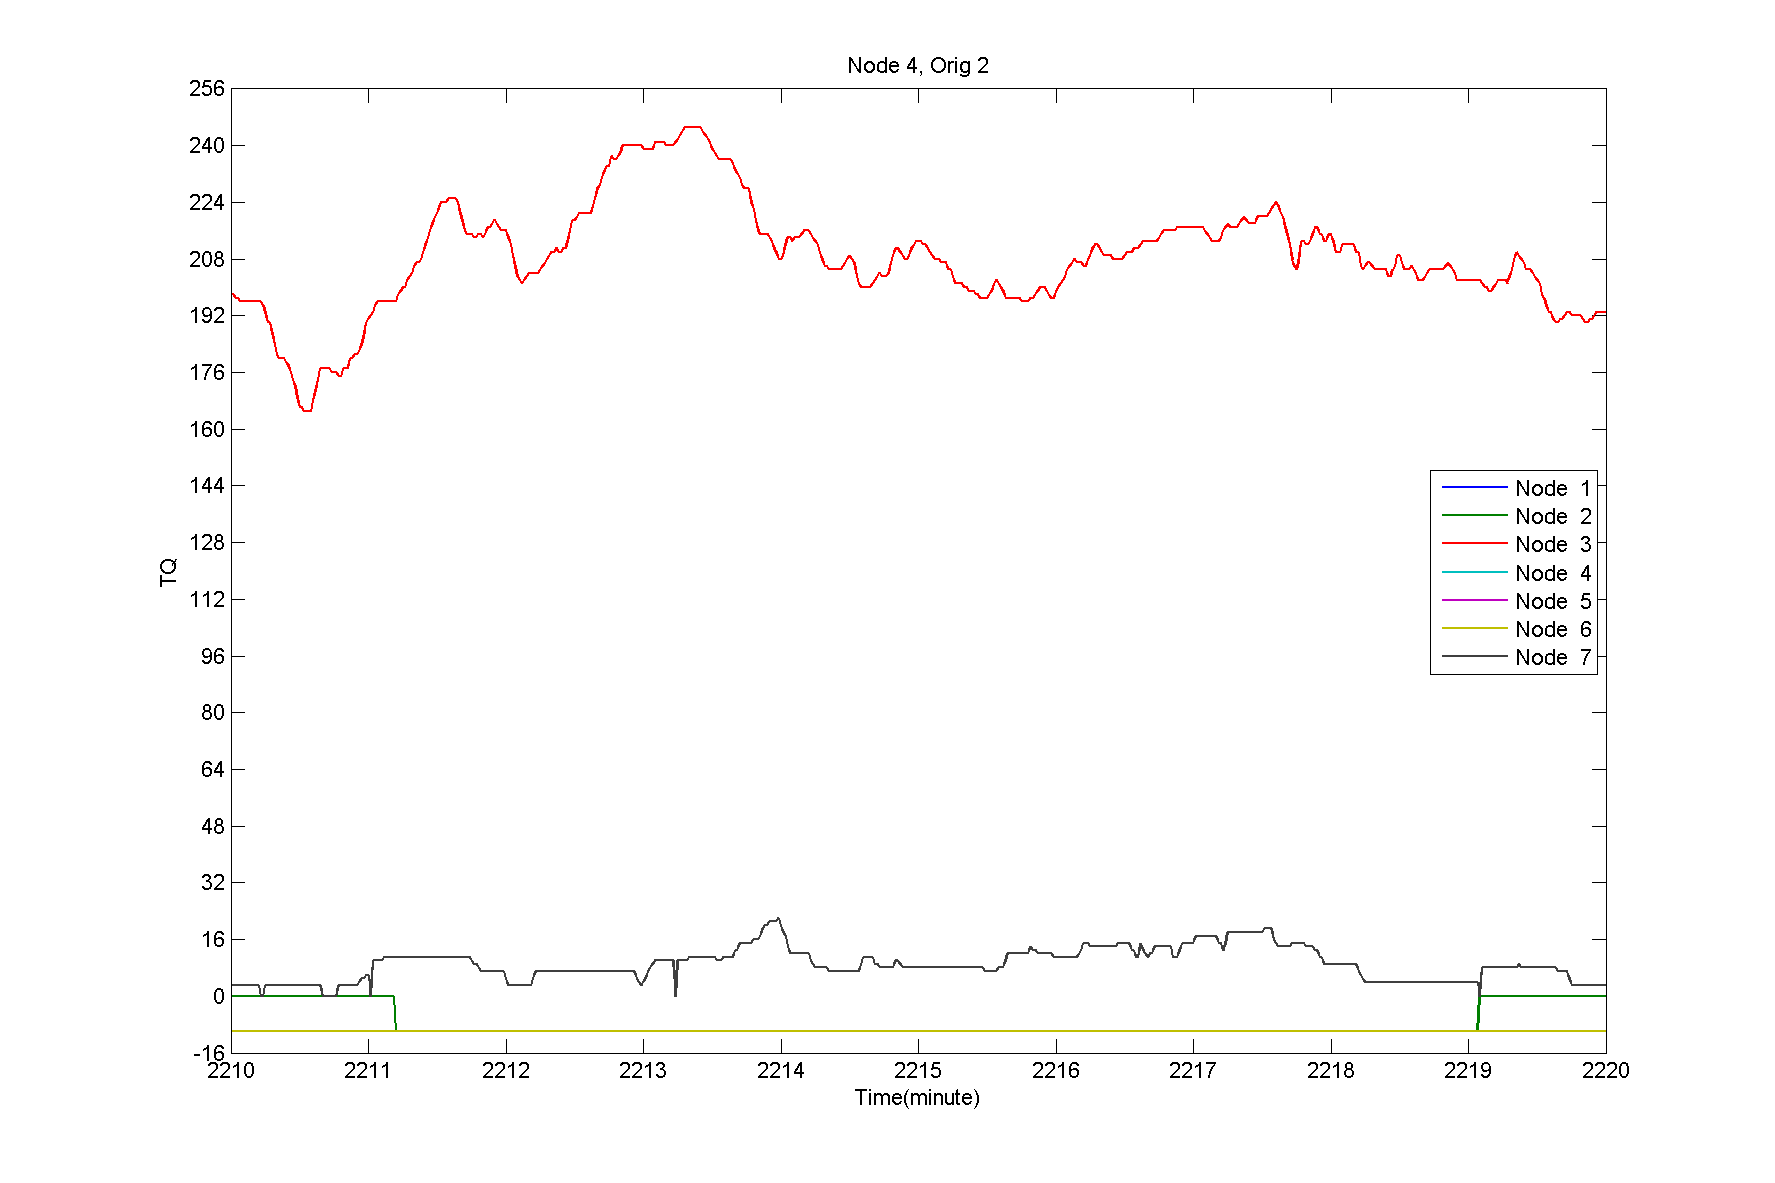 Node 4, Orig 2
256
240
224
208
192
176
160
144
128
112
96
80
64
48
32
16
0
-16
TQ
Node 1
Node 2
Node 3
Node 4
Node 5
Node 6
Node 7
2210 2211 2212 2213 2214 2215 2216 2217 2218 2219 2220
Time(minute)